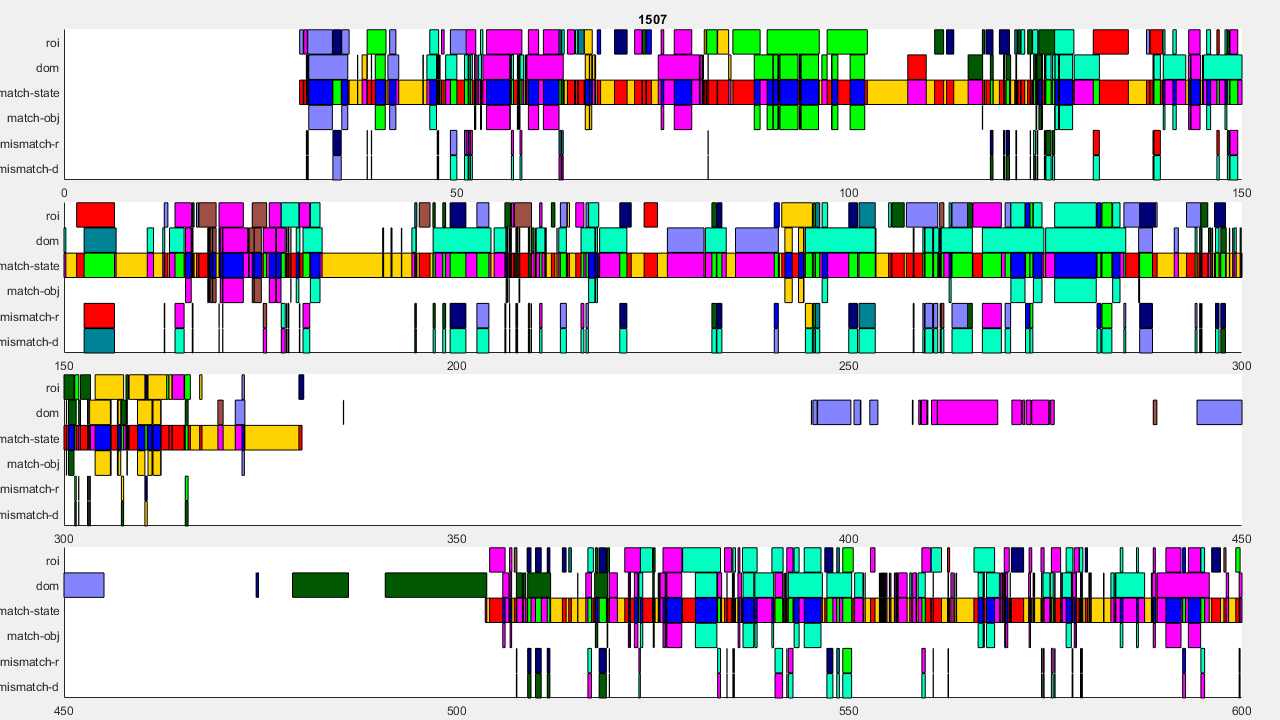 1507
roi
dom
match-state
match-obj
mismatch-r
mismatch-d
0 50 100 150
roi
dom
match-state
match-obj
mismatch-r
mismatch-d
150 200 250 300
roi
dom
match-state
match-obj
mismatch-r
mismatch-d
300 350 400 450
roi
dom
match-state
match-obj
mismatch-r
mismatch-d
450 500 550 600